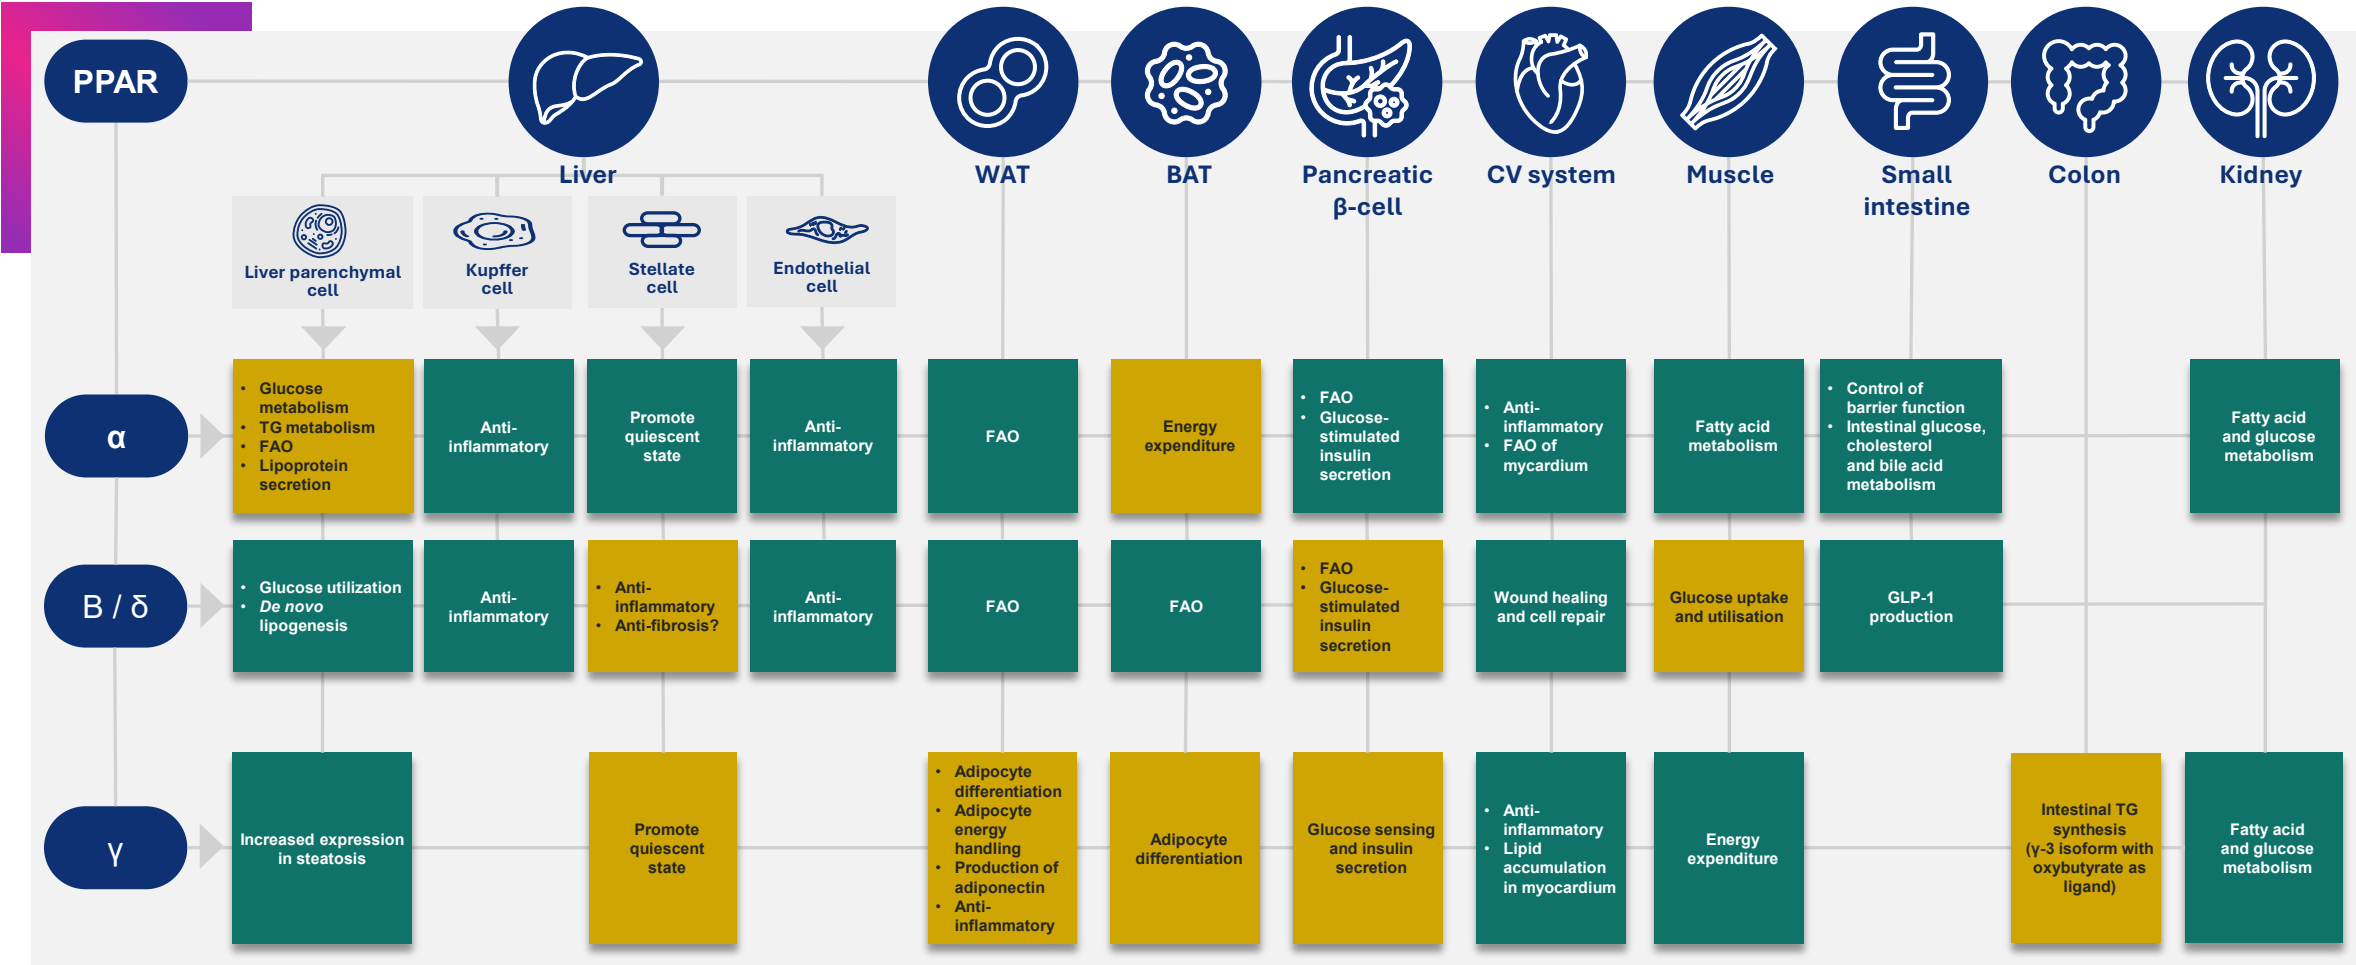 PPAR
Liver
WAT
BAT
Pancreatic
β-cell
CV system
Muscle
Small
intestine
Colon
Kidney
Liver parenchymal
cell
Kupffer
cell
Stellate
cell
Endothelial
cell
α
• Glucose
metabolism
• TG metabolism
• FAO
• Lipoprotein
secretion
Anti-
inflammatory
Promote
quiescent
state
Anti-
inflammatory
FAO
Energy
expenditure
• FAO
• Glucose-
stimulated
insulin
secretion
• Anti-
inflammatory
• FAO of
mycardium
Fatty acid
metabolism
• Control of
barrier function
• Intestinal glucose,
cholesterol
and bile acid
metabolism
Fatty acid
and glucose
metabolism
Β / δ
• Glucose utilization
• De novo
lipogenesis
Anti-
inflammatory
• Anti-
inflammatory
• Anti-fibrosis?
Anti-
inflammatory
FAO
FAO
• FAO
• Glucose-
stimulated
insulin
secretion
Wound healing
and cell repair
Glucose uptake
and utilisation
GLP-1
production
γ
Increased expression
in steatosis
Promote
quiescent
state
• Adipocyte
differentiation
• Adipocyte
energy
handling
• Production of
adiponectin
• Anti-
inflammatory
Adipocyte
differentiation
Glucose sensing
and insulin
secretion
• Anti-
inflammatory
• Lipid
accumulation
in myocardium
Energy
expenditure
Intestinal TG
synthesis
(γ-3 isoform with
oxybutyrate as
ligand)
Fatty acid
and glucose
metabolism